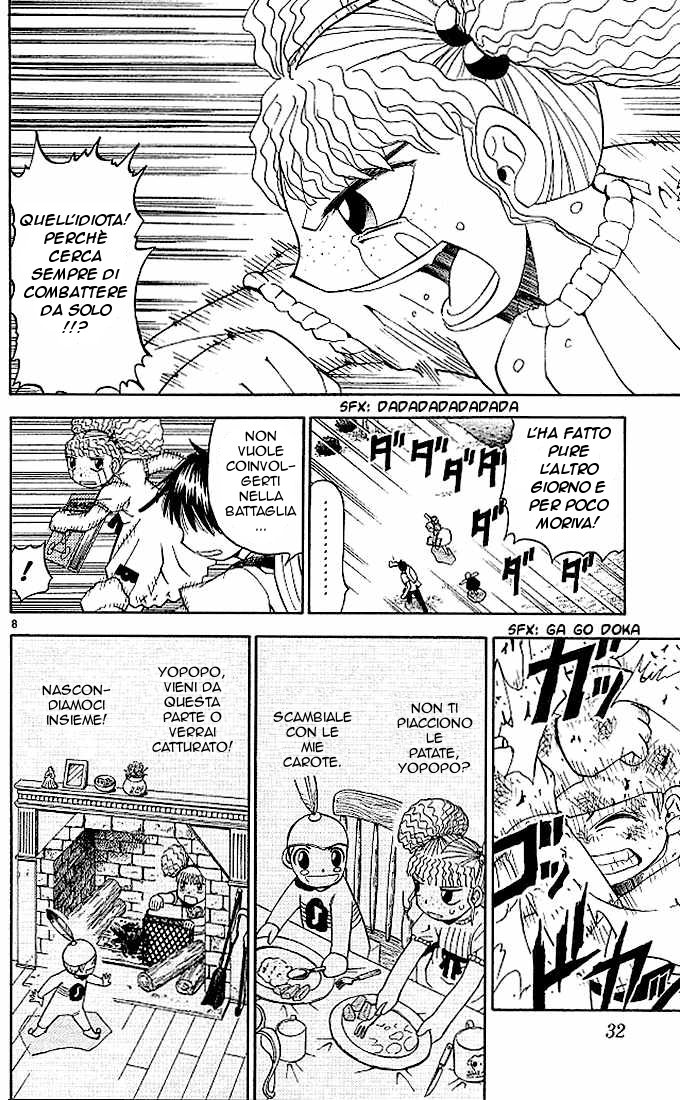 QUELL'IDIOTA!
PERCHÈ
CERCA
SEMPRE DI
COMBATTERE
DA SOLO
!!?
SFX: DADADADADADADA
L'HA FATTO
PURE
L'ALTRO
GIORNO E
PER POCO
MORIVA!
ダダダダダ
ダダ
.........
NON
VUOLE
COINVOL-
GERTI
NELLA
BATTAGLIA
...
!
8
SFX: GA GO DOKA
ガッ
ゴッ
ドカッ
NON TI
PIACCIONO
LE
PATATE,
YOPOPO?
SCAMBIALE
CON LE
MIE
CAROTE.
YOPOPO,
VIENI DA
QUESTA
PARTE O
VERRAI
CATTURATO!
NASCON-
DIAMOCI
INSIEME!
32